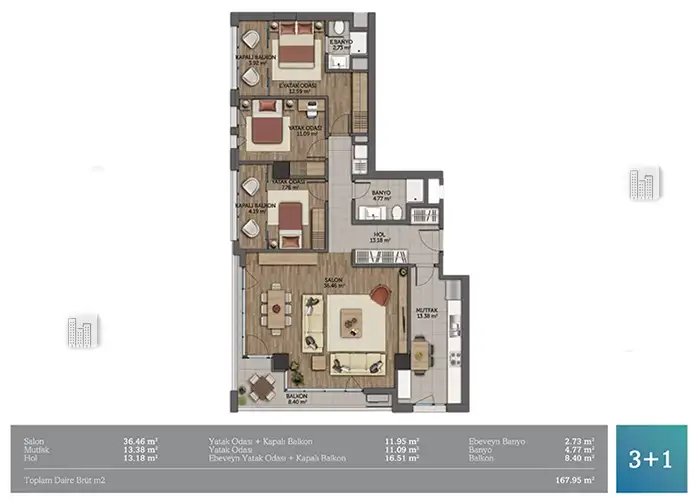 E.BANYO
2.73 m²
KAPALI BALKON
3.92 m²
E.YATAK ODASI
12.59 m²
YATAK ODASI
11.09 m²
YATAK ODASI
7.76 m²
KAPALI BALKON
4.19 m²
BANYO
4.77 m²
HOL
13.18 m²
SALON
36.46 m²
MUTFAK
13.38 m²
BALKON
8.40 m²
Salon 36.46 m² Yatak Odası + Kapalı Balkon 11.95 m² Ebeveyn Banyo 2.73 m²
Mutfak 13.38 m² Yatak Odası 11.09 m² Banyo 4.77 m²
Hol 13.18 m² Ebeveyn Yatak Odası + Kapalı Balkon 16.51 m² Balkon 8.40 m²
Toplam Daire Brüt m2 167.95 m²
3+1